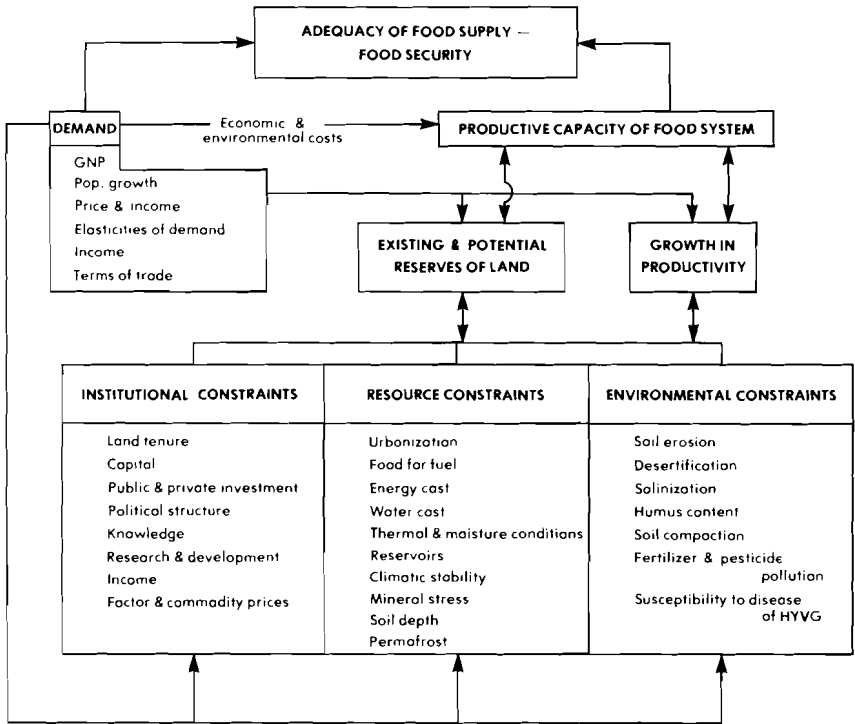 ADEQUACY OF FOOD SUPPLY —
FOOD SECURITY
DEMAND
Economic &
environmental costs
PRODUCTIVE CAPACITY OF FOOD SYSTEM
GNP
Pop. growth
Price & income
Elasticities of demand
Income
Terms of trade
EXISTING & POTENTIAL
RESERVES OF LAND
GROWTH IN
PRODUCTIVITY
INSTITUTIONAL CONSTRAINTS
Land tenure
Capital
Public & private investment
Political structure
Knowledge
Research & development
Income
Factor & commodity prices
RESOURCE CONSTRAINTS
Urbanization
Food for fuel
Energy cost
Water cost
Thermal & moisture conditions
Reservoirs
Climatic stability
Mineral stress
Soil depth
Permafrost
ENVIRONMENTAL CONSTRAINTS
Soil erosion
Desertification
Salinization
Humus content
Soil compaction
Fertilizer & pesticide
pollution
Susceptibility to disease
of HYVG